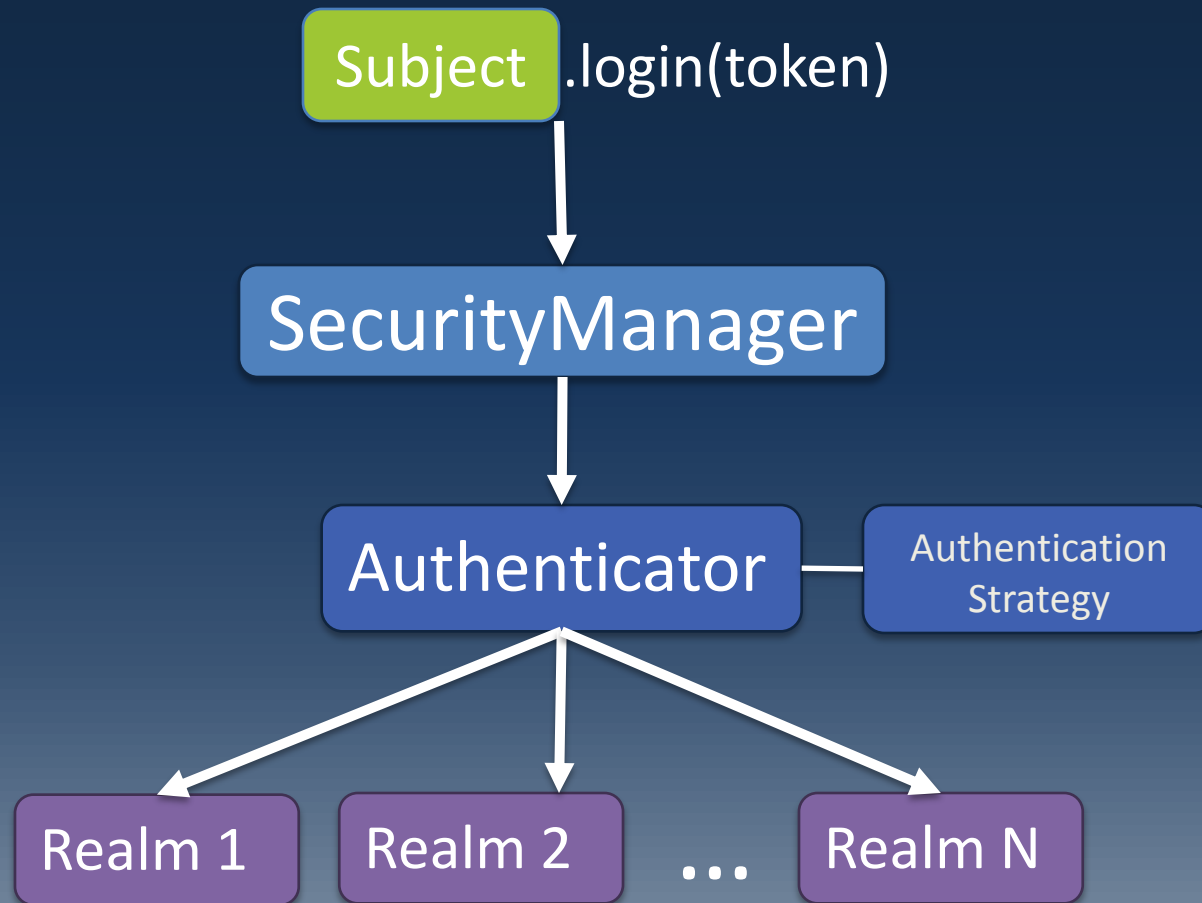 Subject .login(token)
SecurityManager
Authenticator
Authentication
Strategy
Realm 1
Realm 2
...
Realm N